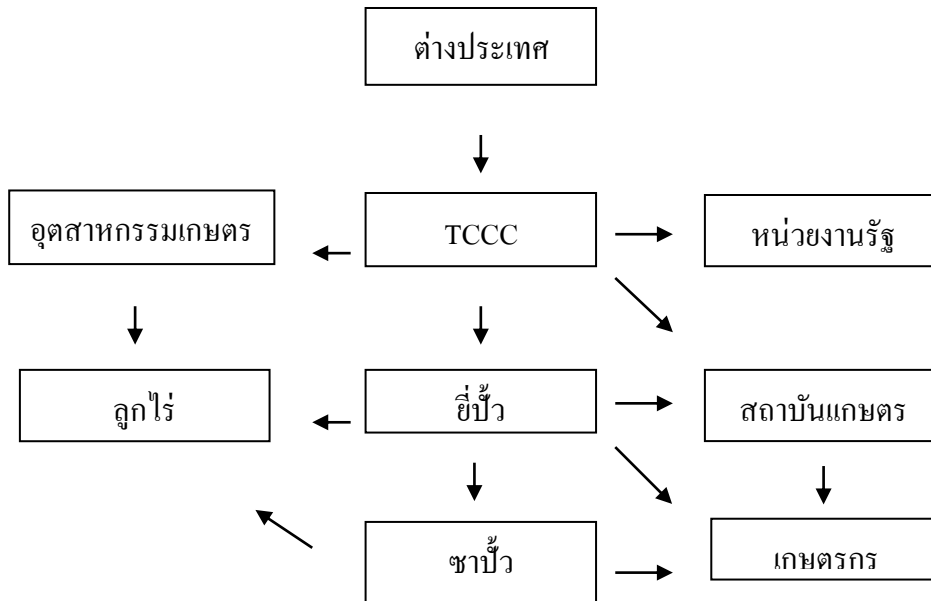 ต่างประเทศ
อุตสาหกรรมเกษตร
TCCC
หน่วยงานรัฐ
ลูกไร่
ยี่ปั๊ว
สถาบันแกษตร
ซาปั๊ว
เกษตรกร